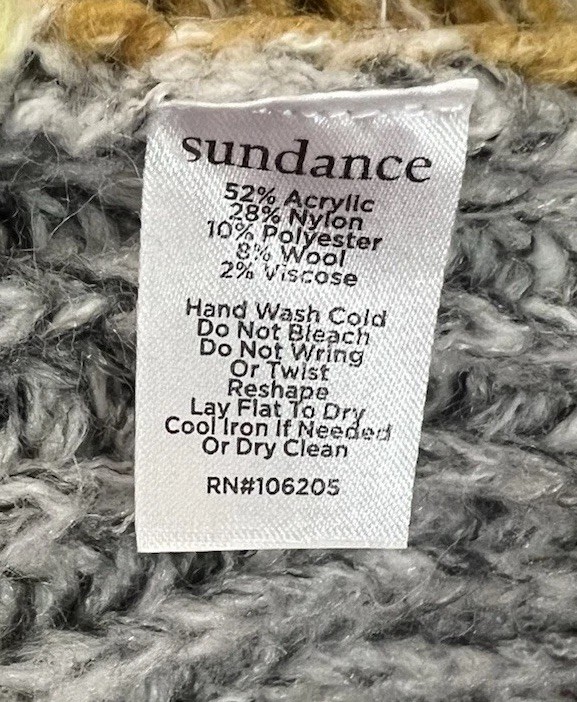 sundance
52% Acrylic
28% Nylon
10% Polyester
8% Wool
2% Viscose
Hand Wash Cold
Do Not Bleach
Do Not Wring
Or Twist
Reshape
Lay Flat To Dry
Cool Iron If Needed
Or Dry Clean
RN#106205